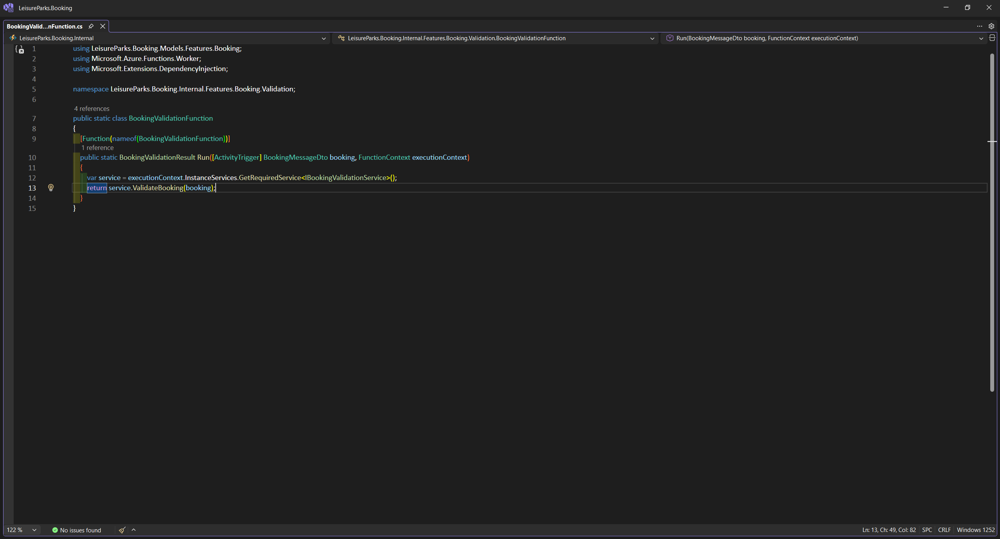 LeisureParks.Booking
BookingValid...nFunction.cs
LeisureParks.Booking.Internal LeisureParks.Booking.Internal.Features.Booking.Validation.BookingValidationFunction Run(BookingMessageDto booking, FunctionContext executionContext)
1 using LeisureParks.Booking.Models.Features.Booking;
2 using Microsoft.Azure.Functions.Worker;
3 using Microsoft.Extensions.DependencyInjection;
4
5 namespace LeisureParks.Booking.Internal.Features.Booking.Validation;
6
4 references
7 public static class BookingValidationFunction
8 {
9 [Function(nameof(BookingValidationFunction))]
1 reference
10 public static BookingValidationResult Run([ActivityTrigger] BookingMessageDto booking, FunctionContext executionContext)
11 {
12 var service = executionContext.InstanceServices.GetRequiredService<IBookingValidationService>();
13 return service.ValidateBooking(booking);
14 }
15 }
122 % No issues found Ln: 13, Ch: 49, Col: 82 SPC CRLF Windows 1252